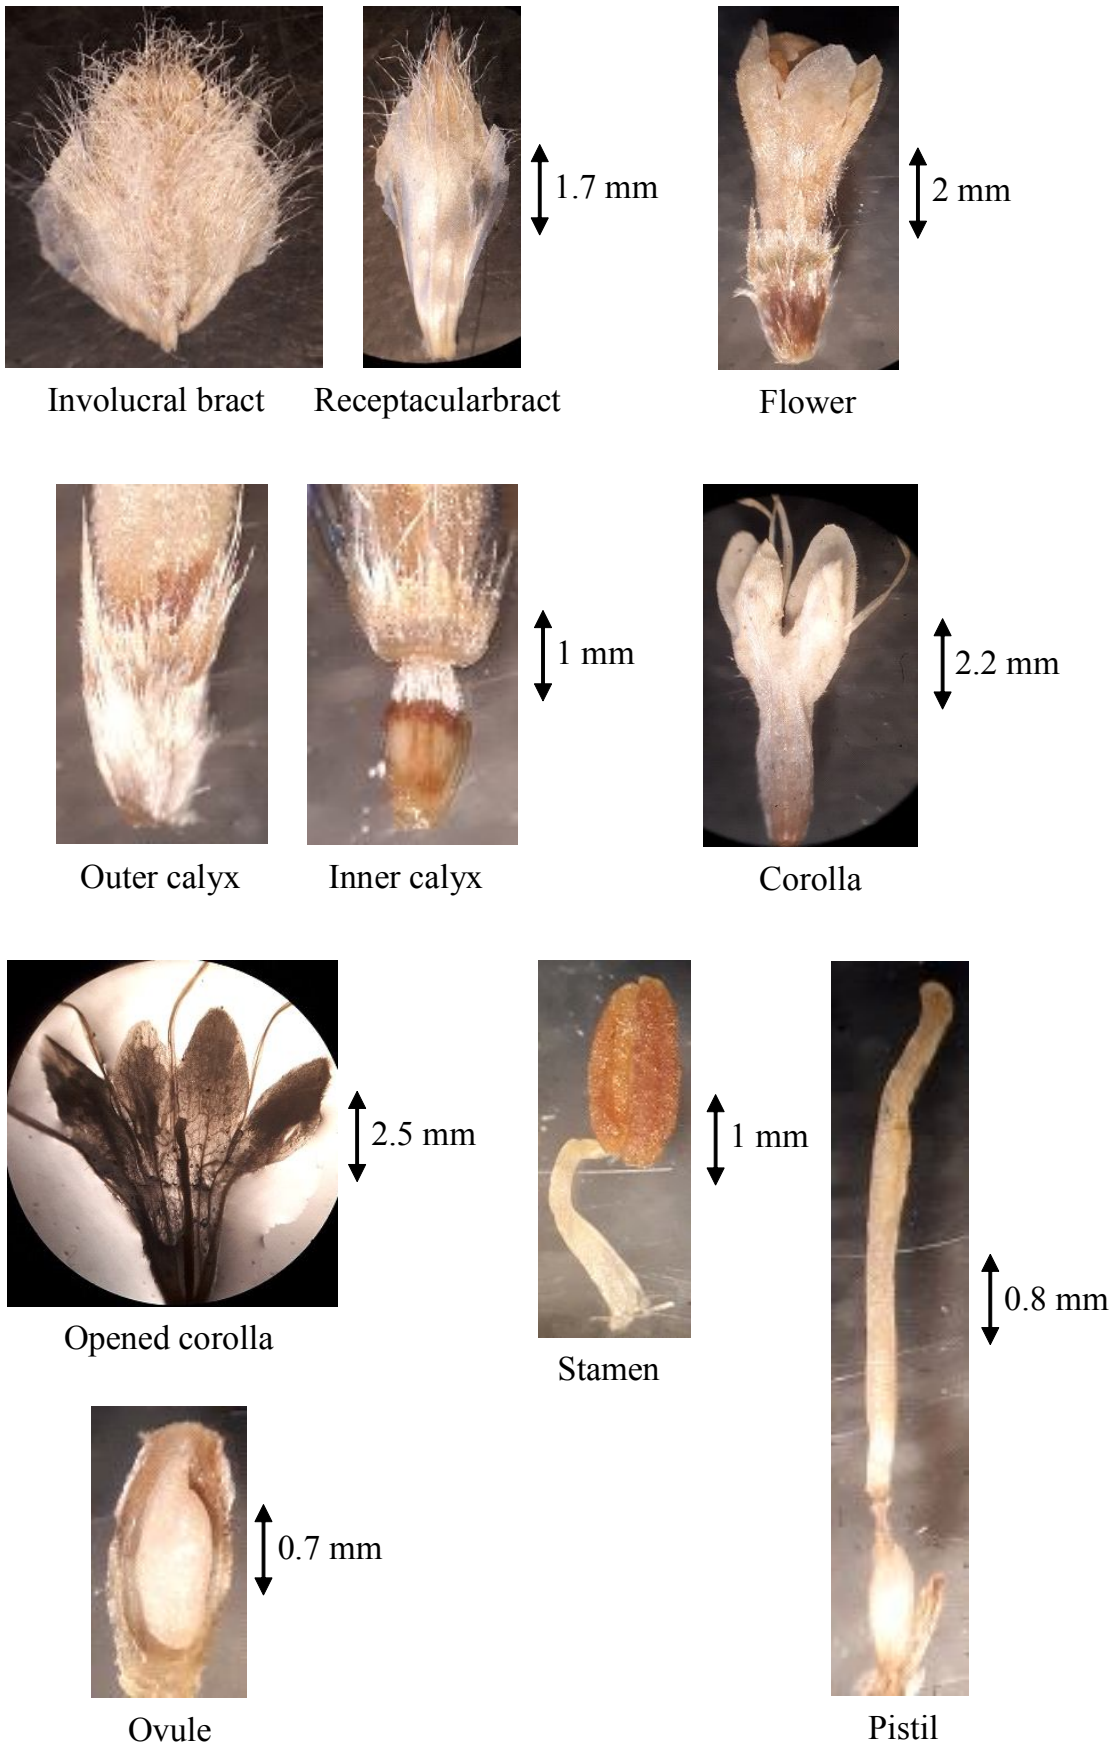 1.7 mm
2 mm
Involucral bract
Receptacularbract
Flower
1 mm
2.2 mm
Outer calyx
Inner calyx
Corolla
2.5 mm
1 mm
0.8 mm
Opened corolla
Stamen
0.7 mm
Ovule
Pistil